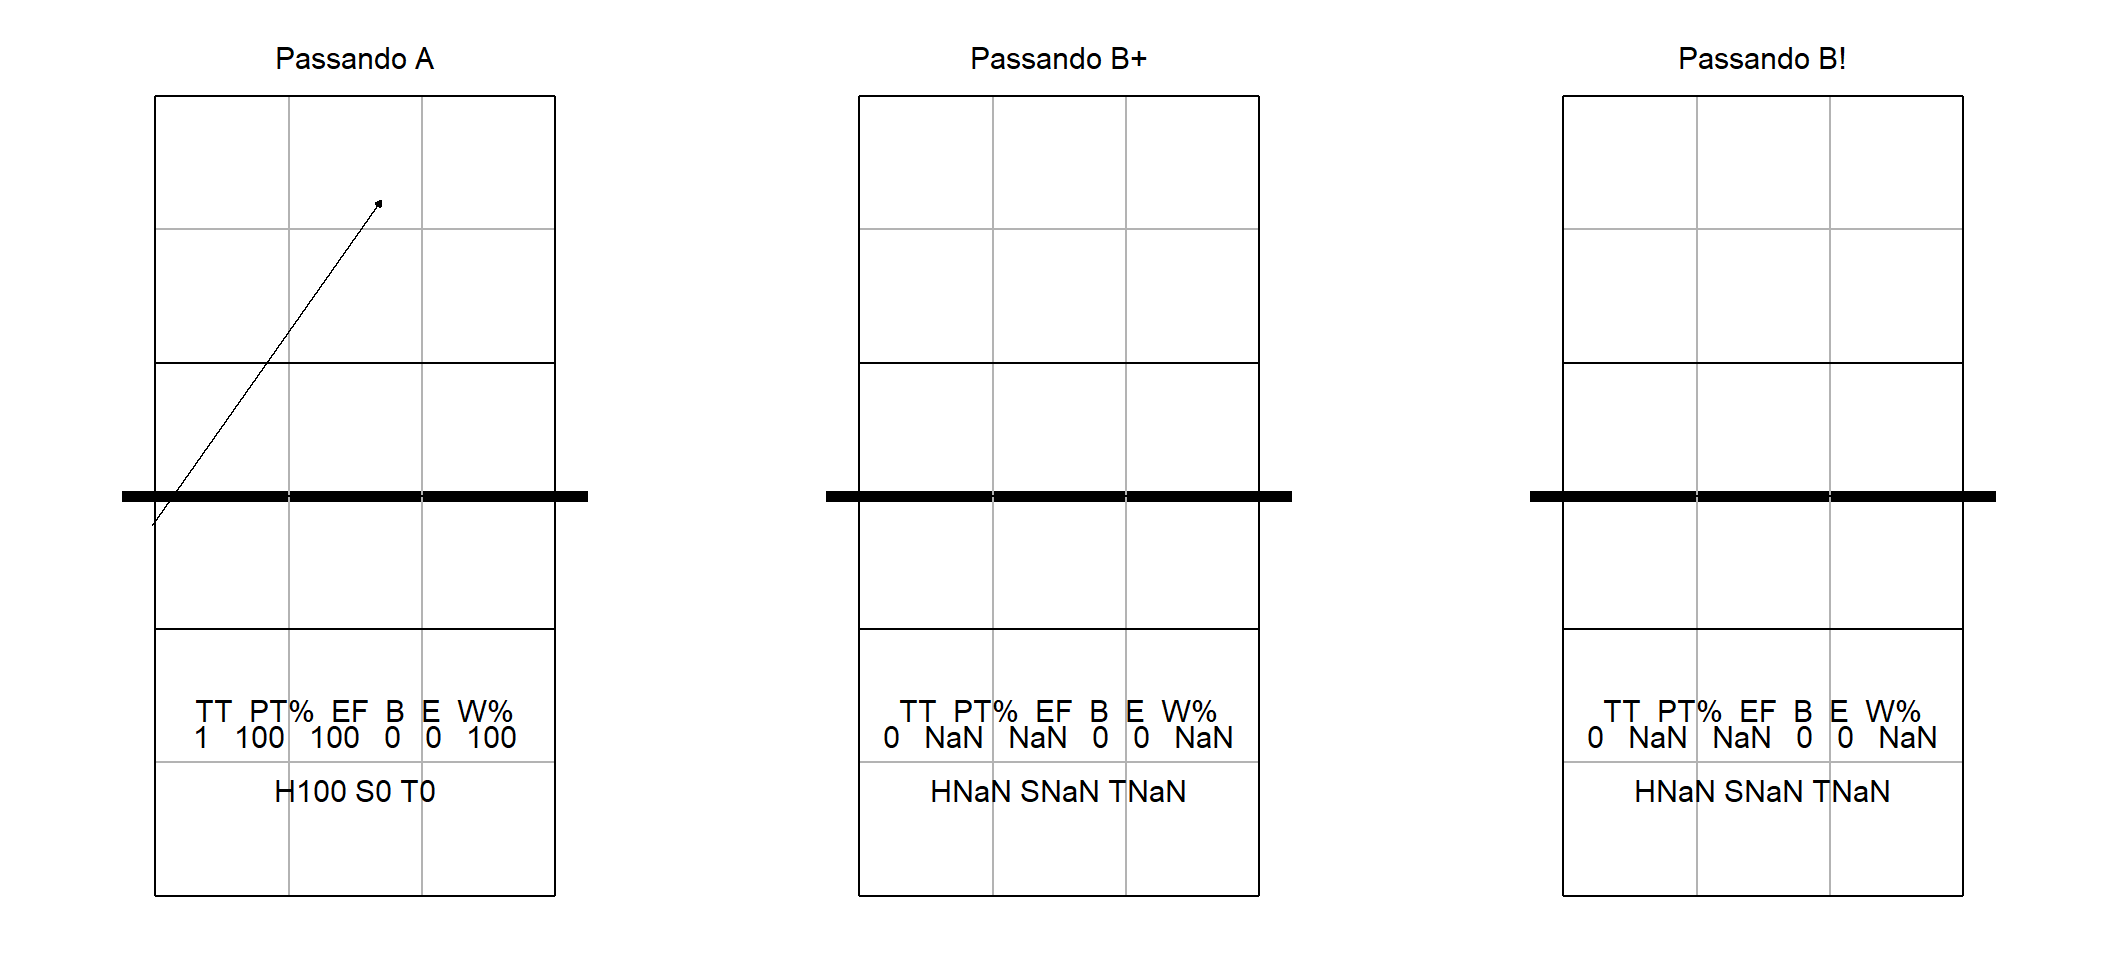 Passando A
TT PT% EF B E W%
1 100 100 0 0 100
H100 S0 T0
Passando B+
TT PT% EF B E W%
0 NaN NaN 0 0 NaN
HNaN SNaN TNaN
Passando B!
TT PT% EF B E W%
0 NaN NaN 0 0 NaN
HNaN SNaN TNaN